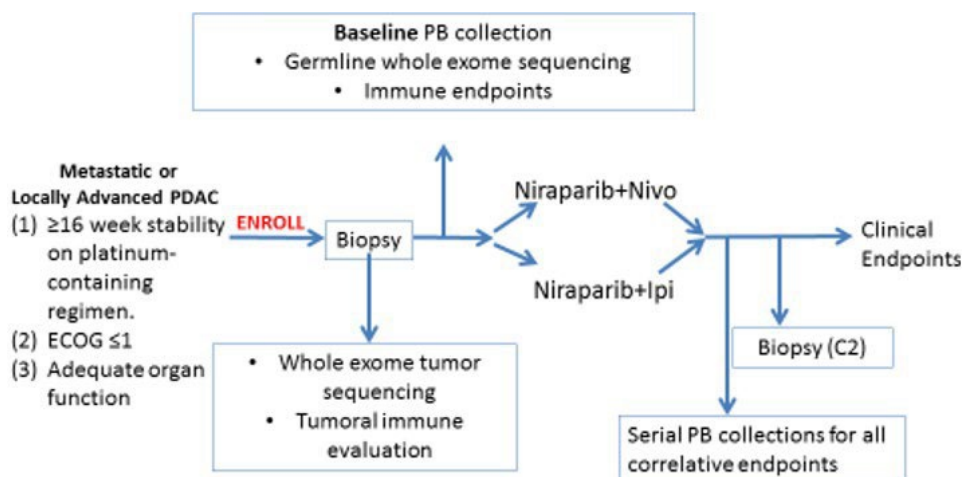 Baseline PB collection
• Germline whole exome sequencing
• Immune endpoints
Metastatic or
Locally Advanced PDAC
(1) ≥16 week stability
on platinum-
containing
regimen.
(2) ECOG ≤1
(3) Adequate organ
function
ENROLL
Biopsy
• Whole exome tumor
sequencing
• Tumoral immune
evaluation
Niraparib+Nivo
Niraparib+Ipi
Clinical
Endpoints
Biopsy (C2)
Serial PB collections for all
correlative endpoints